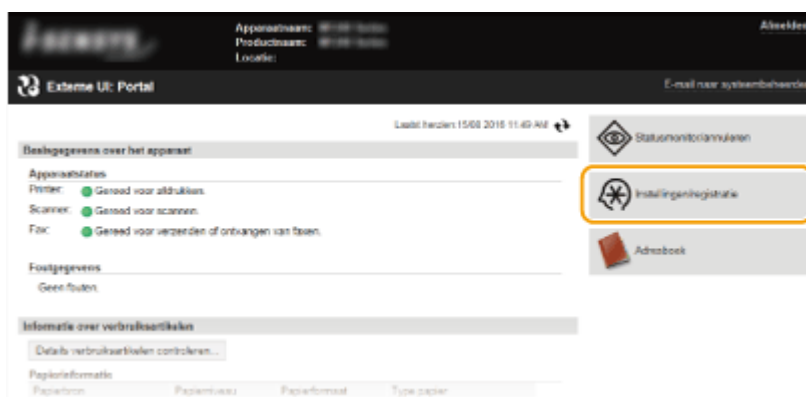 Apparaatnaam:
Productnaam:
Locatie:
Afmelden
Externe UI: Portal
E-mail naar systeembeheerder
Laatst herzien: 15/08 2016 11:49 AM
Basisgegevens over het apparaat
Apparaatstatus
Printer: Gereed voor afdrukken.
Scanner: Gereed voor scannen.
Fax: Gereed voor verzenden of ontvangen van faxen.
Foutgegevens
Geen fouten.
Informatie over verbruiksartikelen
Details verbruiksartikelen controleren...
Papierinformatie
Papierbron Papierniveau Papierformaat Type papier
Statusmonitor/annuleren
Instellingen/registratie
Adresboek